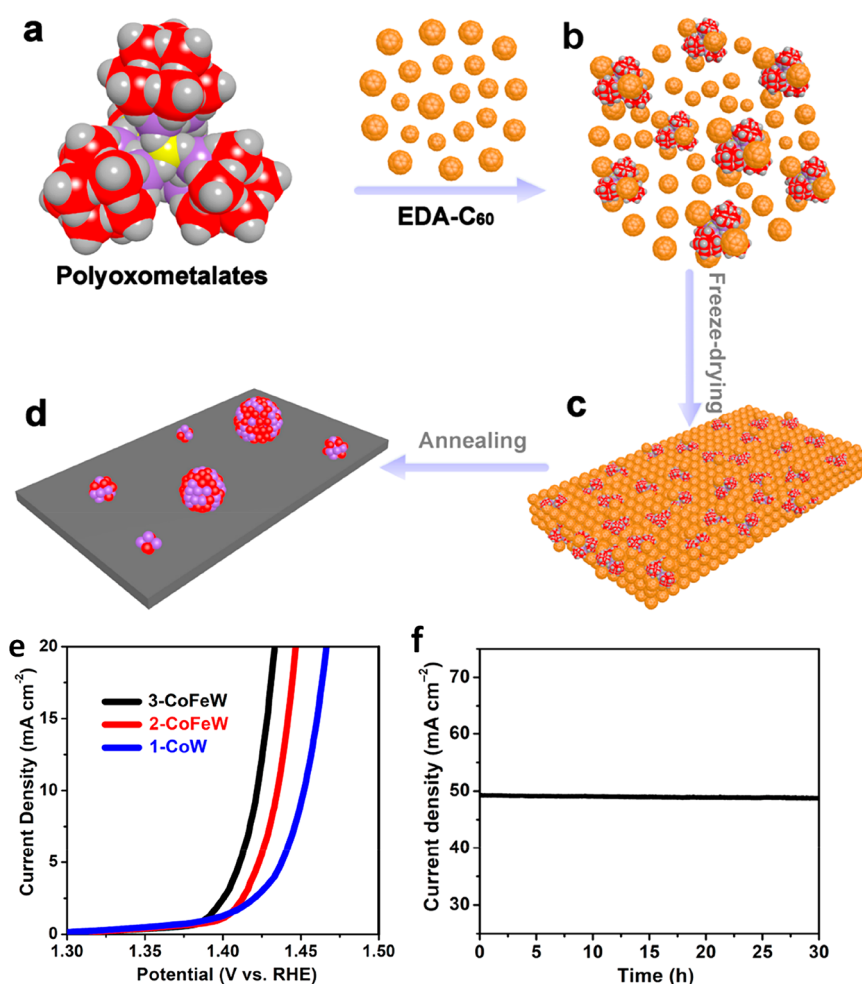 a
Polyoxometalates
EDA-C₆₀
b
Freeze-drying
c
Annealing
d
e
20
15
10
5
0
3-CoFeW
2-CoFeW
1-CoW
Current Density (mA cm⁻²)
1.30
1.35
1.40
1.45
1.50
Potential (V vs. RHE)
f
70
60
50
40
30
Current density (mA cm⁻²)
0
5
10
15
20
25
30
Time (h)